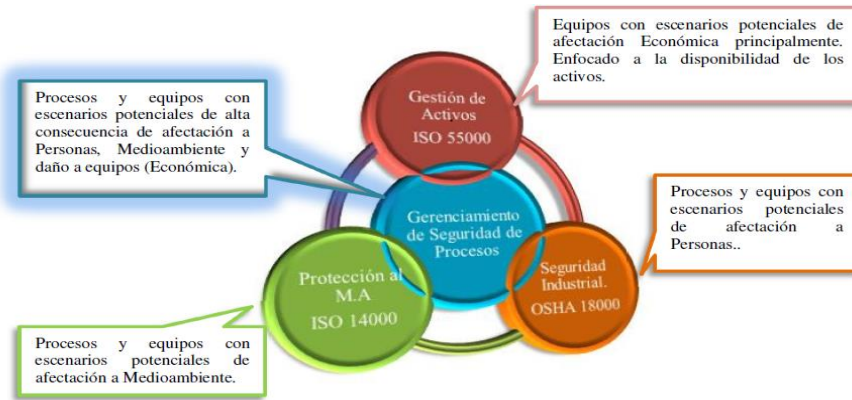 Equipos con escenarios potenciales de
afectación Económica principalmente.
Enfocado a la disponibilidad de los
activos.
Procesos y equipos con
escenarios potenciales de alta
consecuencia de afectación a
Personas, Medioambiente y
daño a equipos (Económica).
Gestión de
Activos
ISO 55000
Gerenciamiento
de Seguridad de
Procesos
Procesos y equipos con
escenarios potenciales
de afectación a
Personas..
Protección al
M.A
ISO 14000
Seguridad
Industrial.
OSHA 18000
Procesos y equipos con
escenarios potenciales de
afectación a Medioambiente.